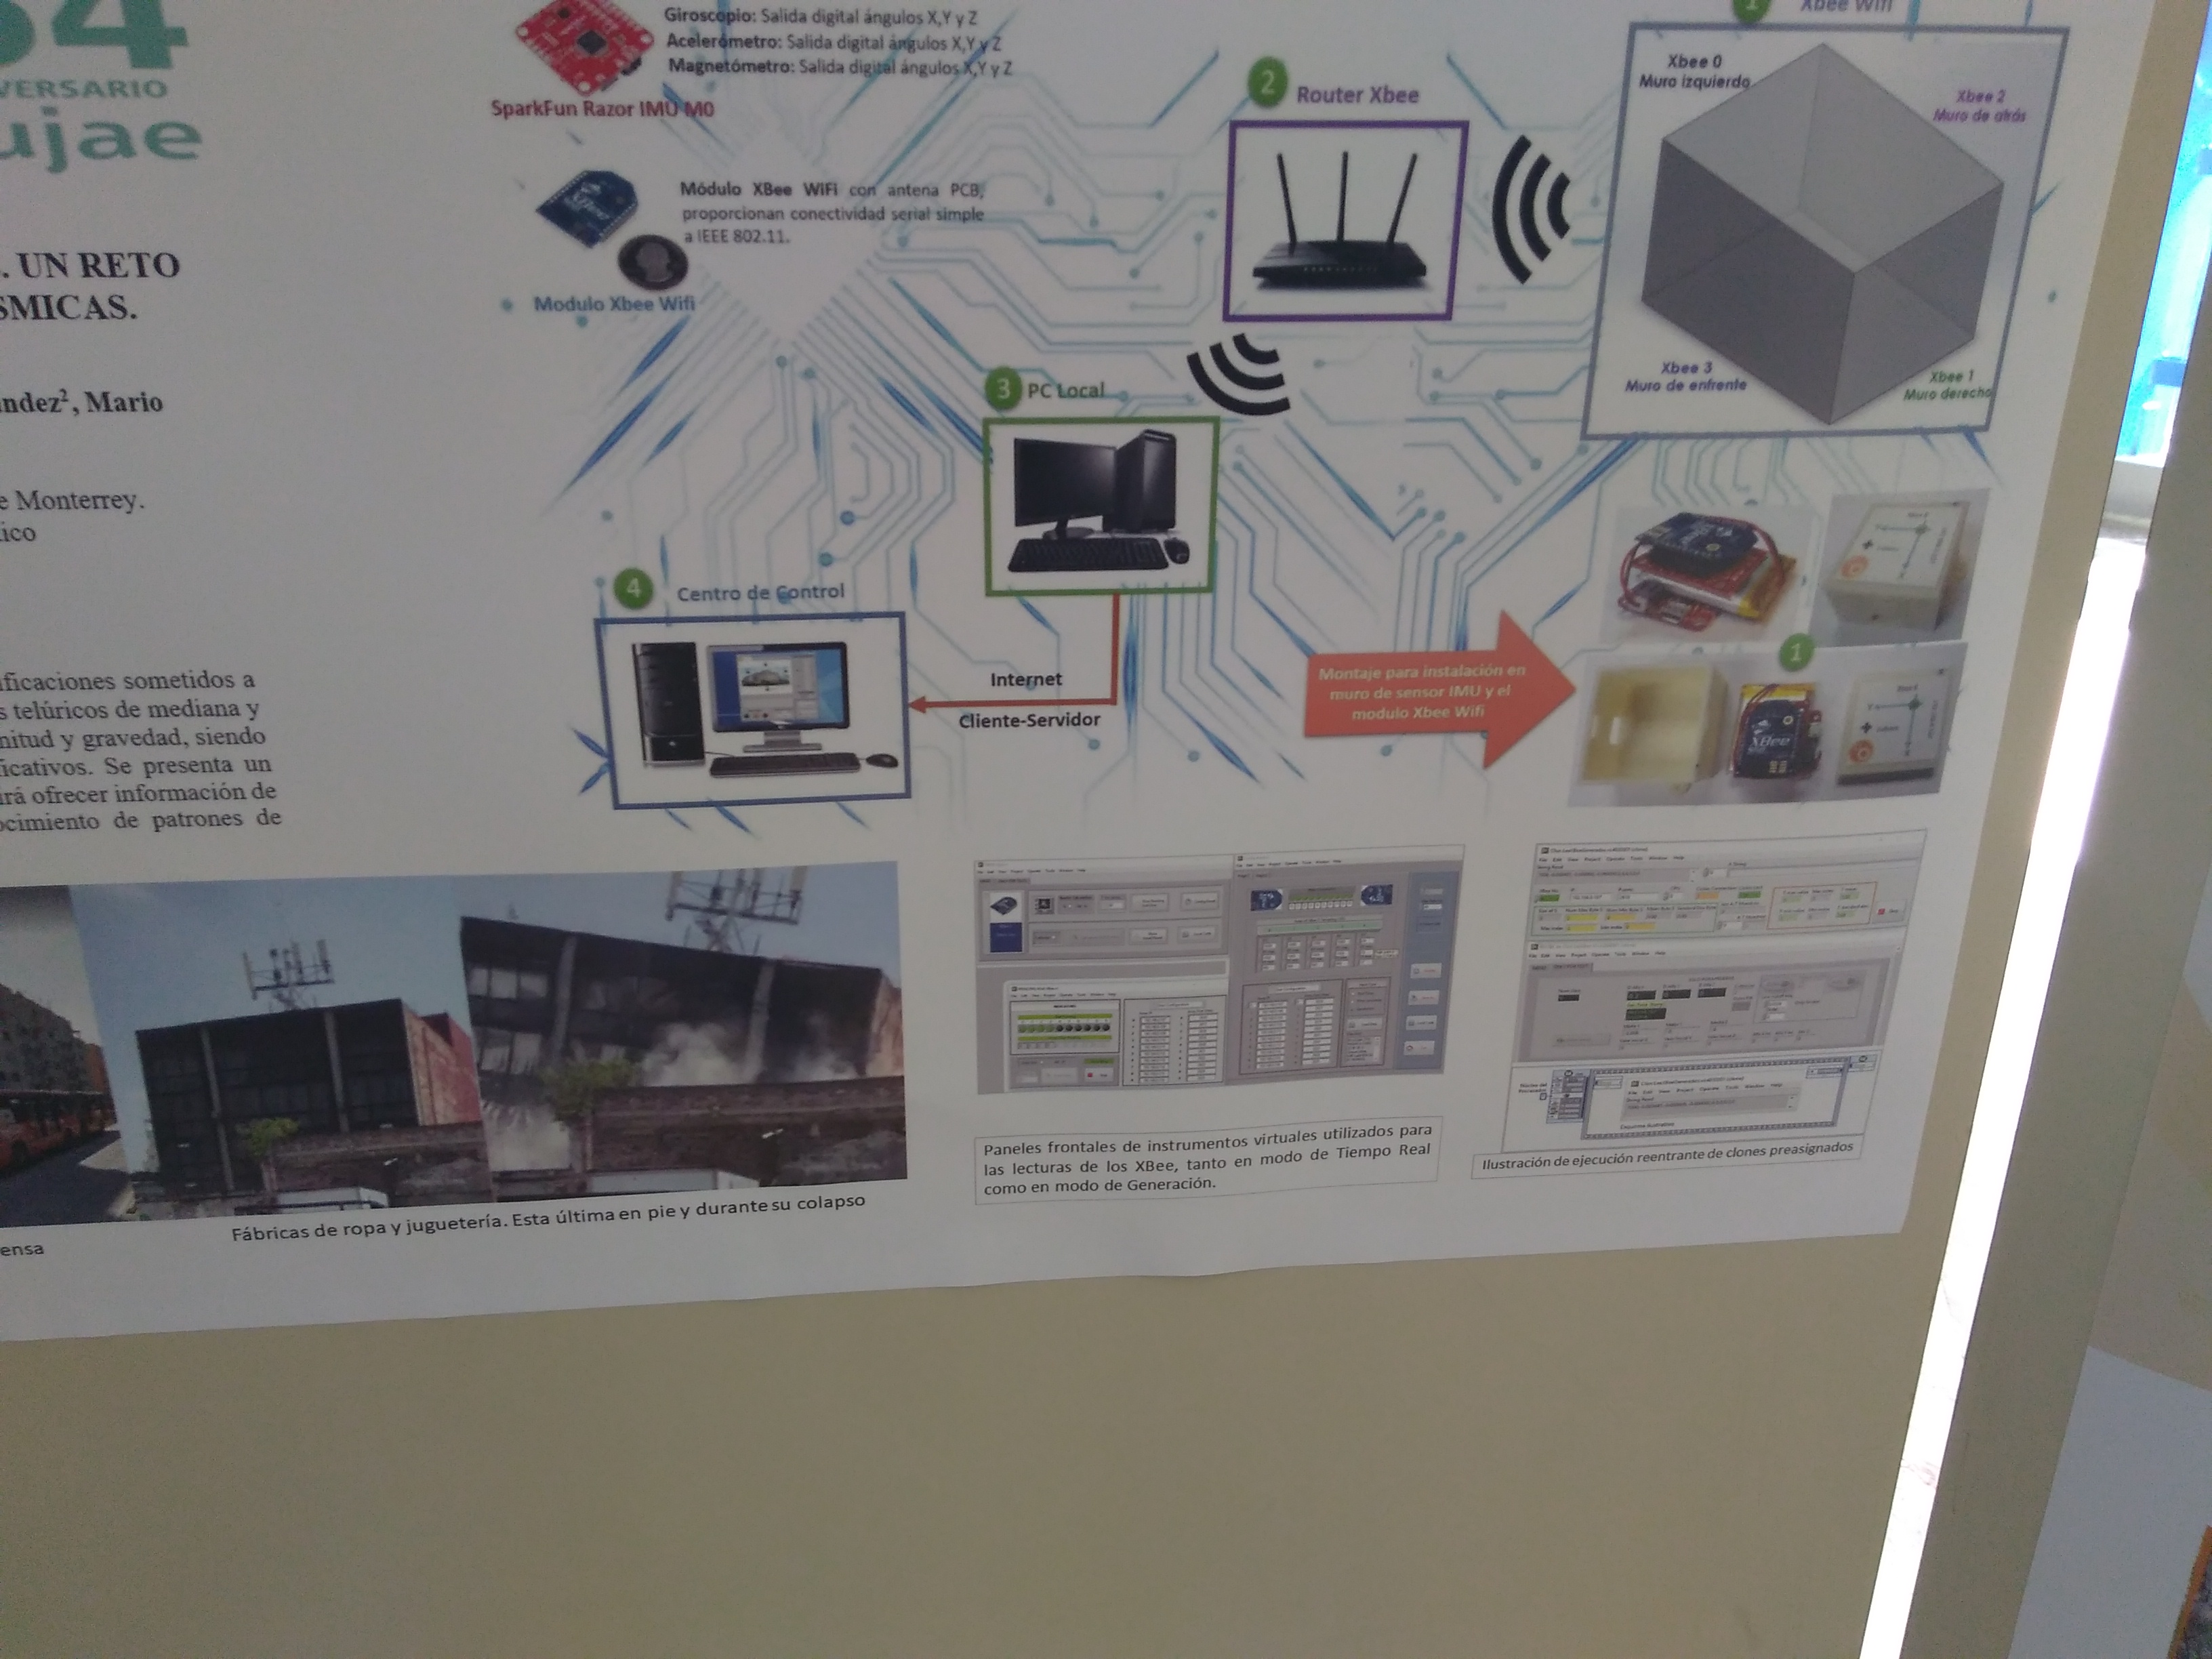 54
VERSARIO
ujae
. UN RETO
SMICAS.
ndez², Mario
e Monterrey.
ico
ificaciones sometidos a
s telúricos de mediana y
nitud y gravedad, siendo
ficativos. Se presenta un
irá ofrecer información de
ocimiento de patrones de
ensa
Fábricas de ropa y juguetería. Esta última en pie y durante su colapso
Giroscopio: Salida digital ángulos X,Y y Z
Acelerómetro: Salida digital ángulos X,Y y Z
Magnetómetro: Salida digital ángulos X,Y y Z
SparkFun Razor IMU M0
XBee
Módulo XBee WiFi con antena PCB,
proporcionan conectividad serial simple
a IEEE 802.11.
Modulo Xbee Wifi
1 Xbee Wifi
Xbee 0
Muro izquierdo
Xbee 2
Muro de atrás
Xbee 3
Muro de enfrente
Xbee 1
Muro derecho
2 Router Xbee
3 PC Local
4 Centro de Control
Internet
Cliente-Servidor
Montaje para instalación en
muro de sensor IMU y el
modulo Xbee Wifi
1
XBee
Paneles frontales de instrumentos virtuales utilizados para
las lecturas de los XBee, tanto en modo de Tiempo Real
como en modo de Generación.
Ilustración de ejecución reentrante de clones preasignados